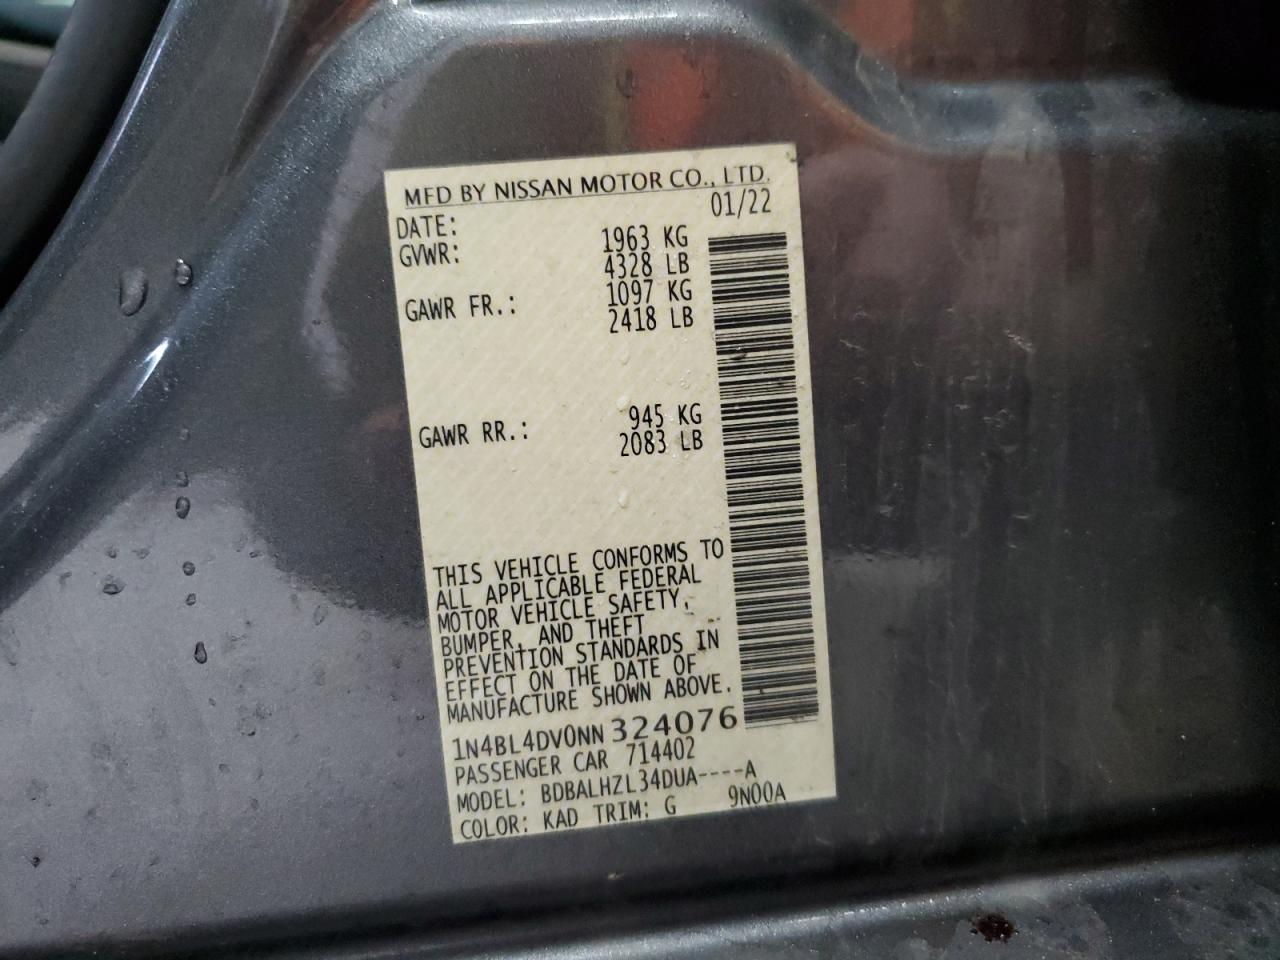 MFD BY NISSAN MOTOR CO., LTD.
DATE: 01/22
GVWR: 1963 KG
4328 LB
GAWR FR.: 1097 KG
2418 LB
GAWR RR.: 945 KG
2083 LB
THIS VEHICLE CONFORMS TO
ALL APPLICABLE FEDERAL
MOTOR VEHICLE SAFETY,
BUMPER, AND THEFT
PREVENTION STANDARDS IN
EFFECT ON THE DATE OF
MANUFACTURE SHOWN ABOVE.
1N4BL4DV0NN324076
PASSENGER CAR 714402
MODEL: BDBALHZL34DUA----A
COLOR: KAD TRIM: G 9N00A